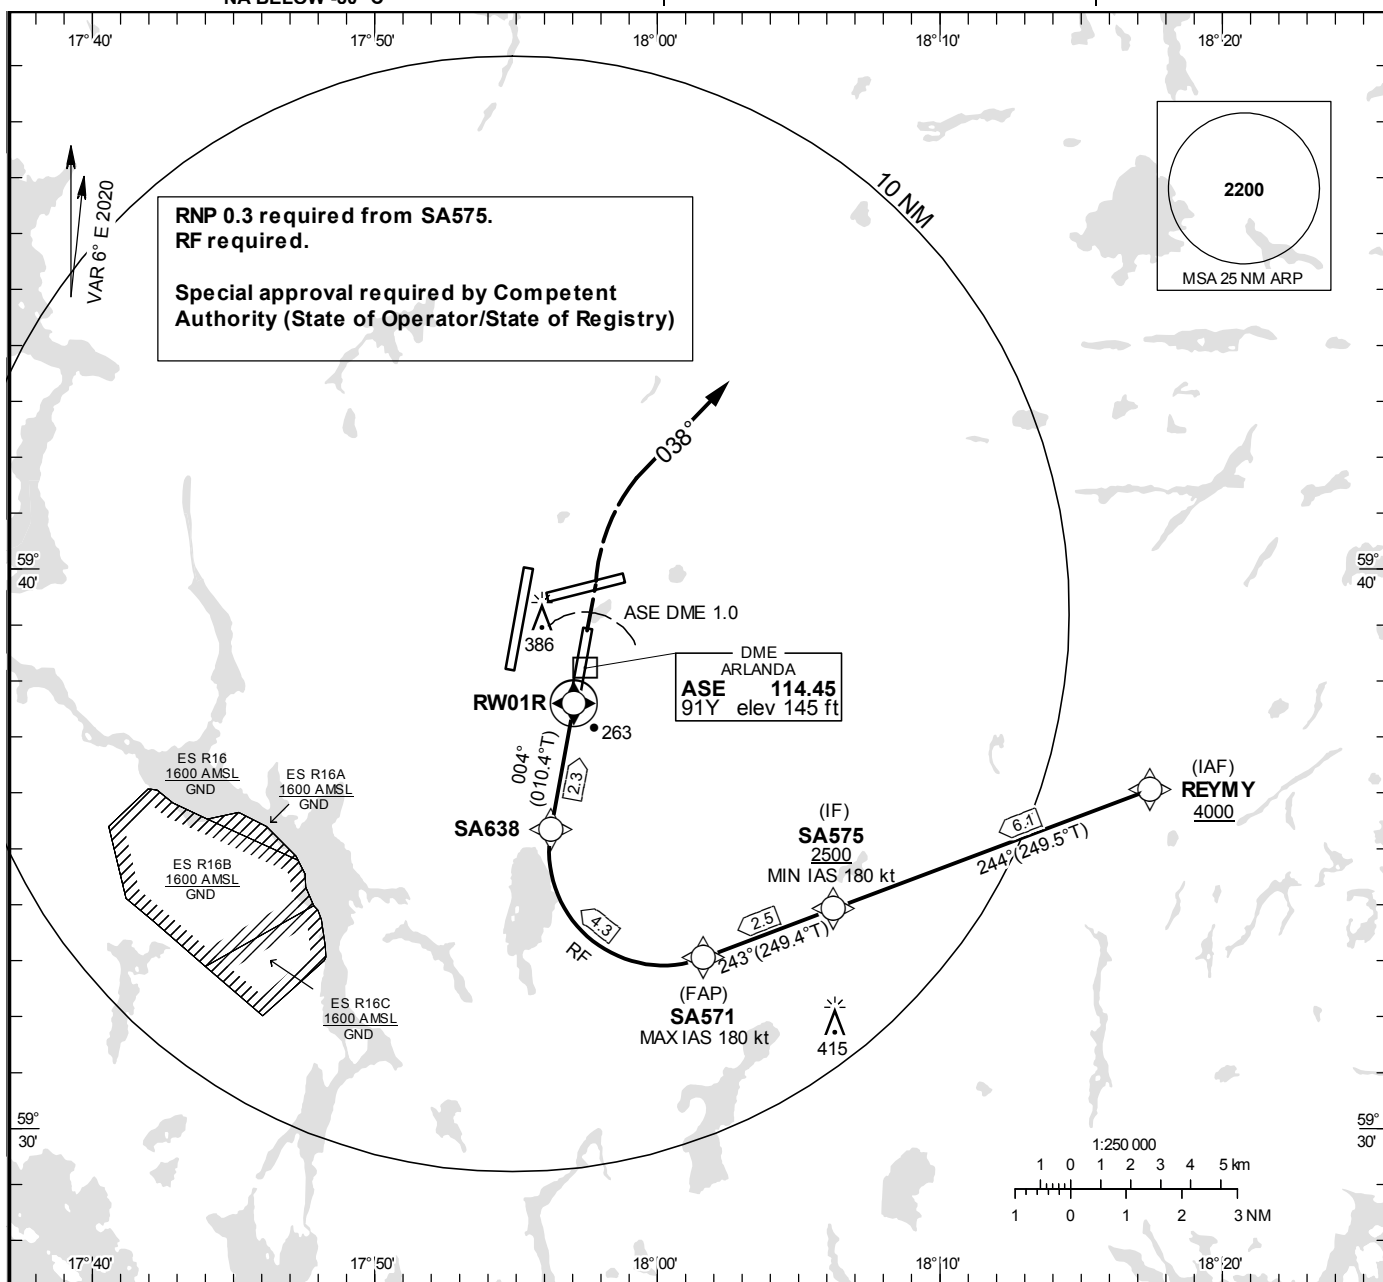 17°40'
17°50'
18°00'
18°10'
18°20'
VAR 6° E 2020
RNP 0.3 required from SA575.
RF required.
Special approval required by Competent
Authority (State of Operator/State of Registry)
10 NM
2200
MSA 25 NM ARP
038°
59°
40'
59°
40'
ASE DME 1.0
386
DME
ARLANDA
ASE 114.45
91Y elev 145 ft
RW01R
263
004°
(010.4°T)
2.3
ES R16
1600 AMSL
GND
ES R16A
1600 AMSL
GND
ES R16B
1600 AMSL
GND
ES R16C
1600 AMSL
GND
SA638
(IAF)
REYMY
4000
6.1
244°(249.5°T)
(IF)
SA575
2500
MIN IAS 180 kt
2.5
243°(249.4°T)
4.3
RF
(FAP)
SA571
MAX IAS 180 kt
415
59°
30'
59°
30'
1:250 000
1 0 1 2 3 4 5 km
1 0 1 2 3 NM
17°40'
17°50'
18°00'
18°10'
18°20'